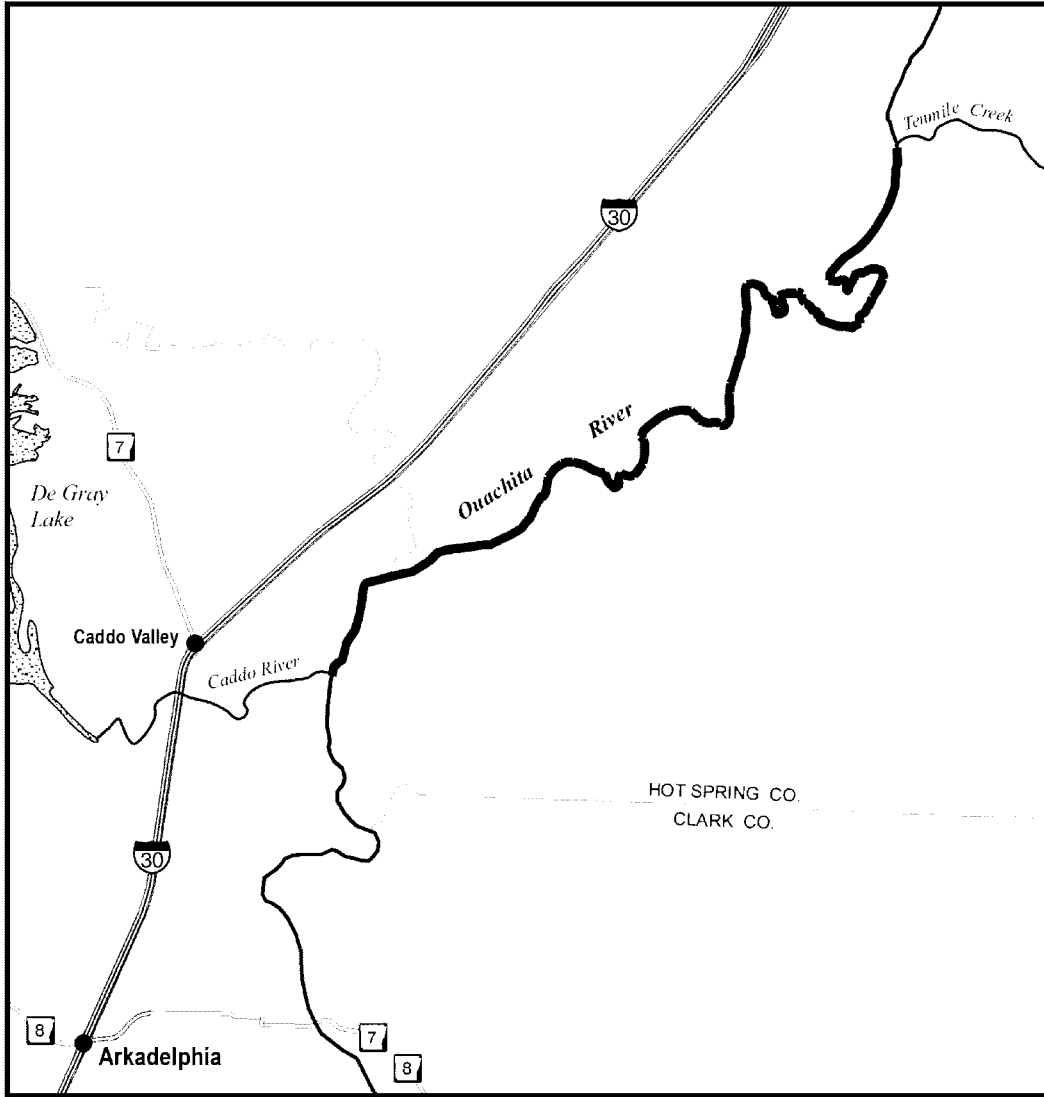 Tenmile Creek
30
River
7
Ouachita
De Gray
Lake
Caddo Valley
Caddo River
HOT SPRING CO.
CLARK CO.
30
8
7
Arkadelphia
8